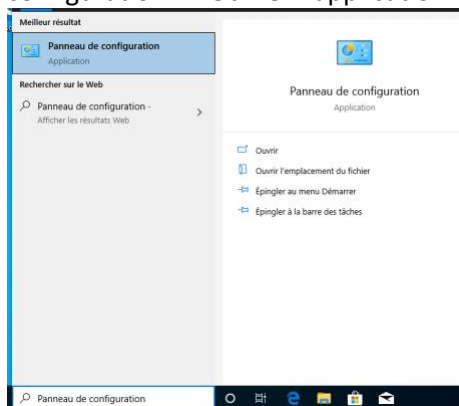 Meilleur résultat
Panneau de configuration
Application
Rechercher sur le Web
Panneau de configuration -
Afficher les résultats Web
Panneau de configuration
Application
Ouvrir
Ouvrir l'emplacement du fichier
Épingler au menu Démarrer
Épingler à la barre des tâches
Panneau de configuration